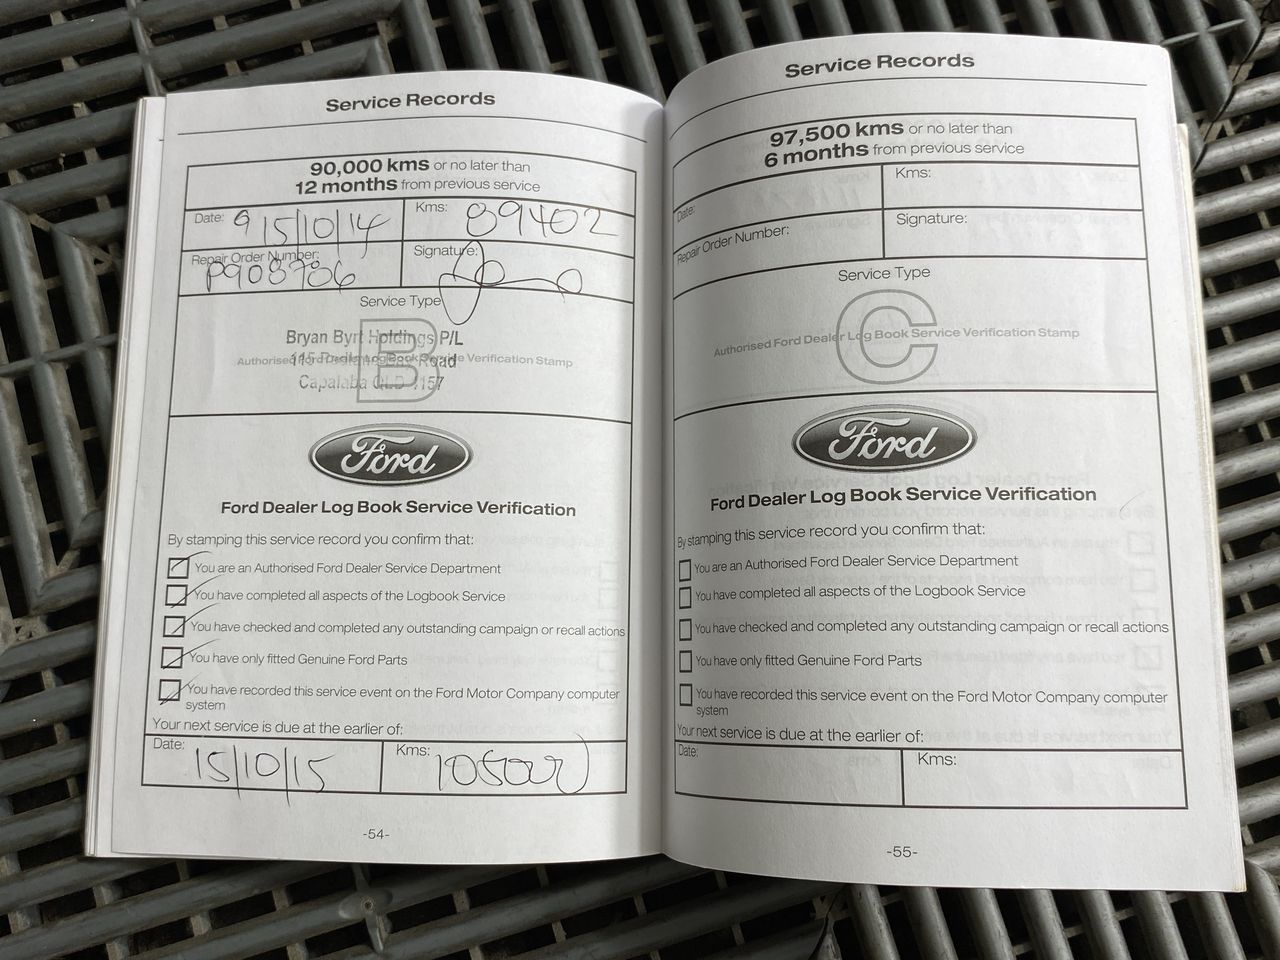 Service Records
90,000 kms or no later than
12 months from previous service
Date: 15/10/14
Kms: 89402
Repair Order Number:
P908786
Signature:
Service Type
B
Bryan Byrt Holdings P/L
Authorised Ford Dealer Log Book Service Verification Stamp
115 Road
Capalaba QLD 4157
Ford
Ford Dealer Log Book Service Verification
By stamping this service record you confirm that:
You are an Authorised Ford Dealer Service Department
You have completed all aspects of the Logbook Service
You have checked and completed any outstanding campaign or recall actions
You have only fitted Genuine Ford Parts
You have recorded this service event on the Ford Motor Company computer
system
Your next service is due at the earlier of:
Date: 15/10/15
Kms: 105000
-54-
Service Records
97,500 kms or no later than
6 months from previous service
Date:
Kms:
Repair Order Number:
Signature:
Service Type
C
Authorised Ford Dealer Log Book Service Verification Stamp
Ford
Ford Dealer Log Book Service Verification
By stamping this service record you confirm that:
You are an Authorised Ford Dealer Service Department
You have completed all aspects of the Logbook Service
You have checked and completed any outstanding campaign or recall actions
You have only fitted Genuine Ford Parts
You have recorded this service event on the Ford Motor Company computer
system
Your next service is due at the earlier of:
Date:
Kms:
-55-